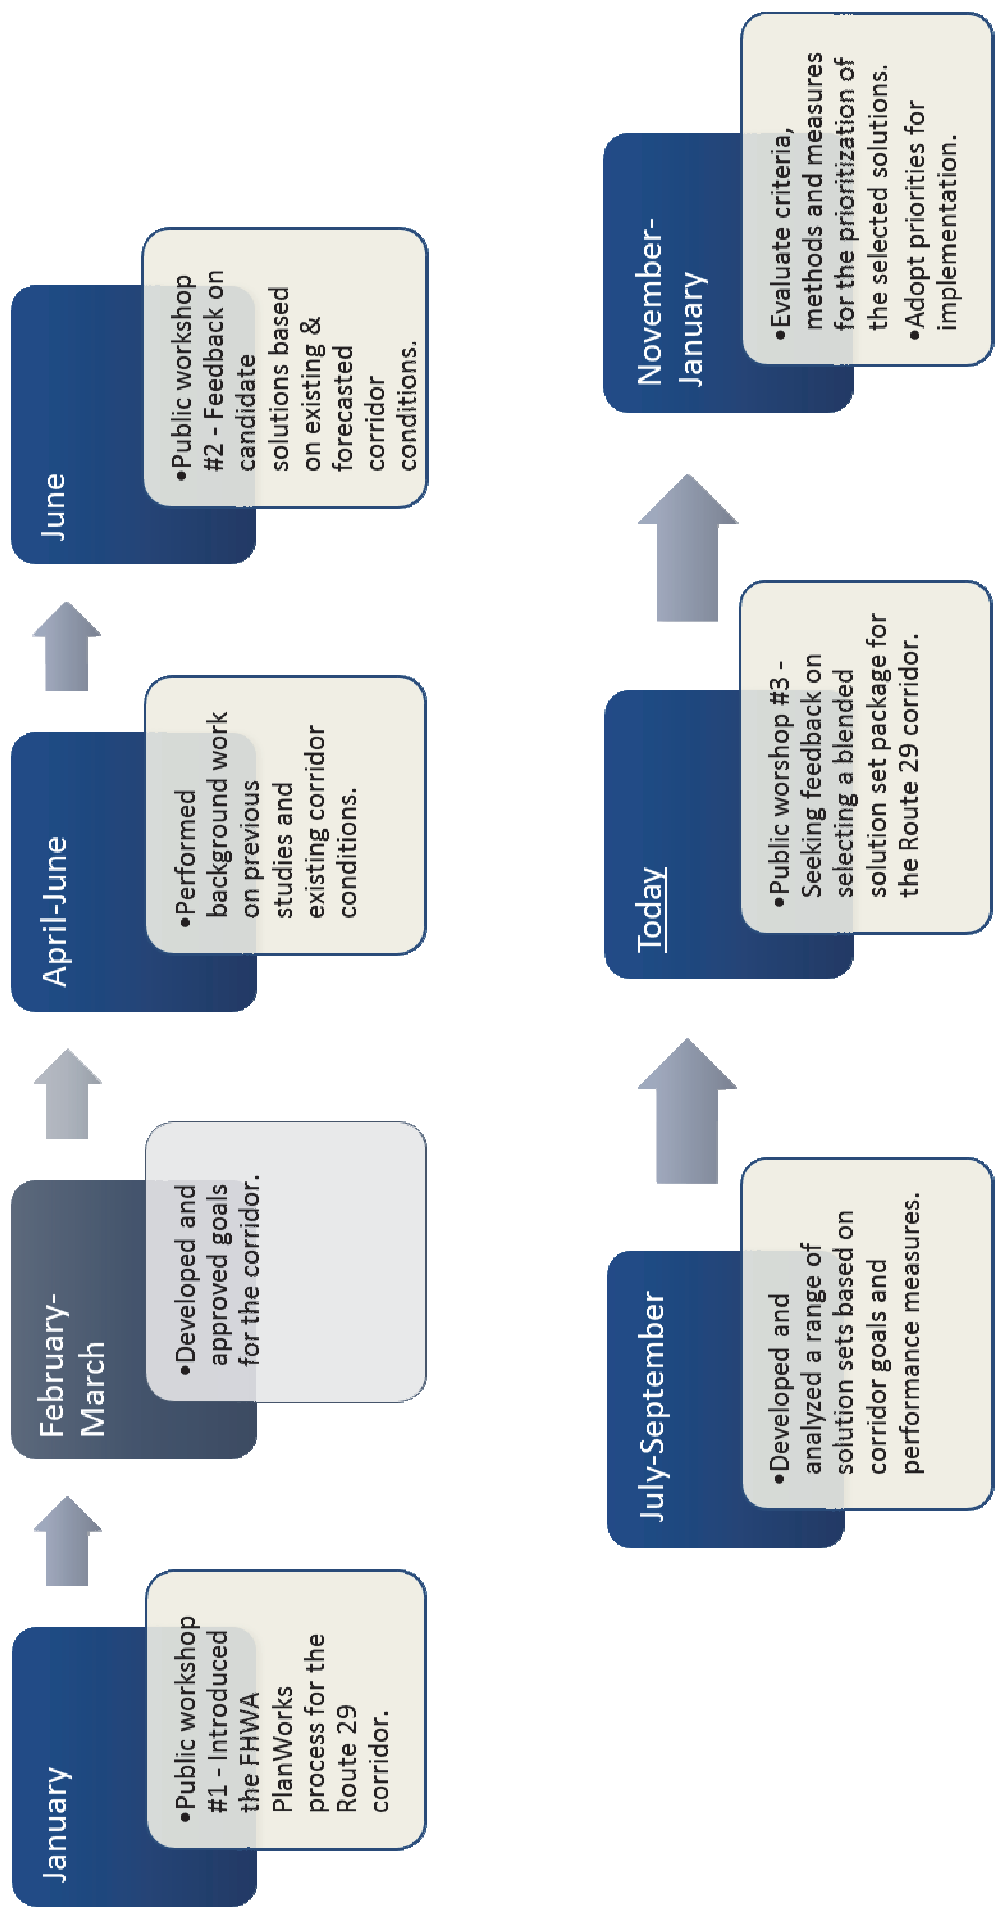 January
•Public workshop
#1 - Introduced
the FHWA
PlanWorks
process for the
Route 29
corridor.
February-
March
•Developed and
approved goals
for the corridor.
April-June
•Performed
background work
on previous
studies and
existing corridor
conditions.
June
•Public workshop
#2 - Feedback on
candidate
solutions based
on existing &
forecasted
corridor
conditions.
July-September
•Developed and
analyzed a range of
solution sets based on
corridor goals and
performance measures.
Today
•Public worshop #3 -
Seeking feedback on
selecting a blended
solution set package for
the Route 29 corridor.
November-
January
•Evaluate criteria,
methods and measures
for the prioritization of
the selected solutions.
•Adopt priorities for
implementation.